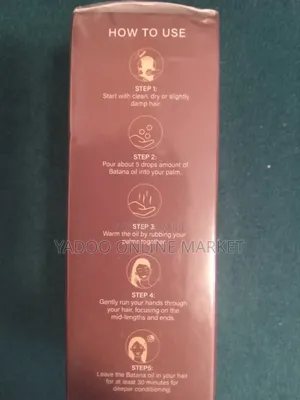 HOW TO USE
STEP 1:
Start with clean, dry or slightly
damp hair.
STEP 2:
Pour about 5 drops amount of
Batana oil into your palm.
STEP 3:
Warm the oil by rubbing your
palms together.
YADOO ONLINE MARKET
STEP 4:
Gently run your hands through
your hair, focusing on the
mid-lengths and ends.
STEP5:
Leave the Batana oil in your hair
for at least 30 minutes for
deeper conditioning.